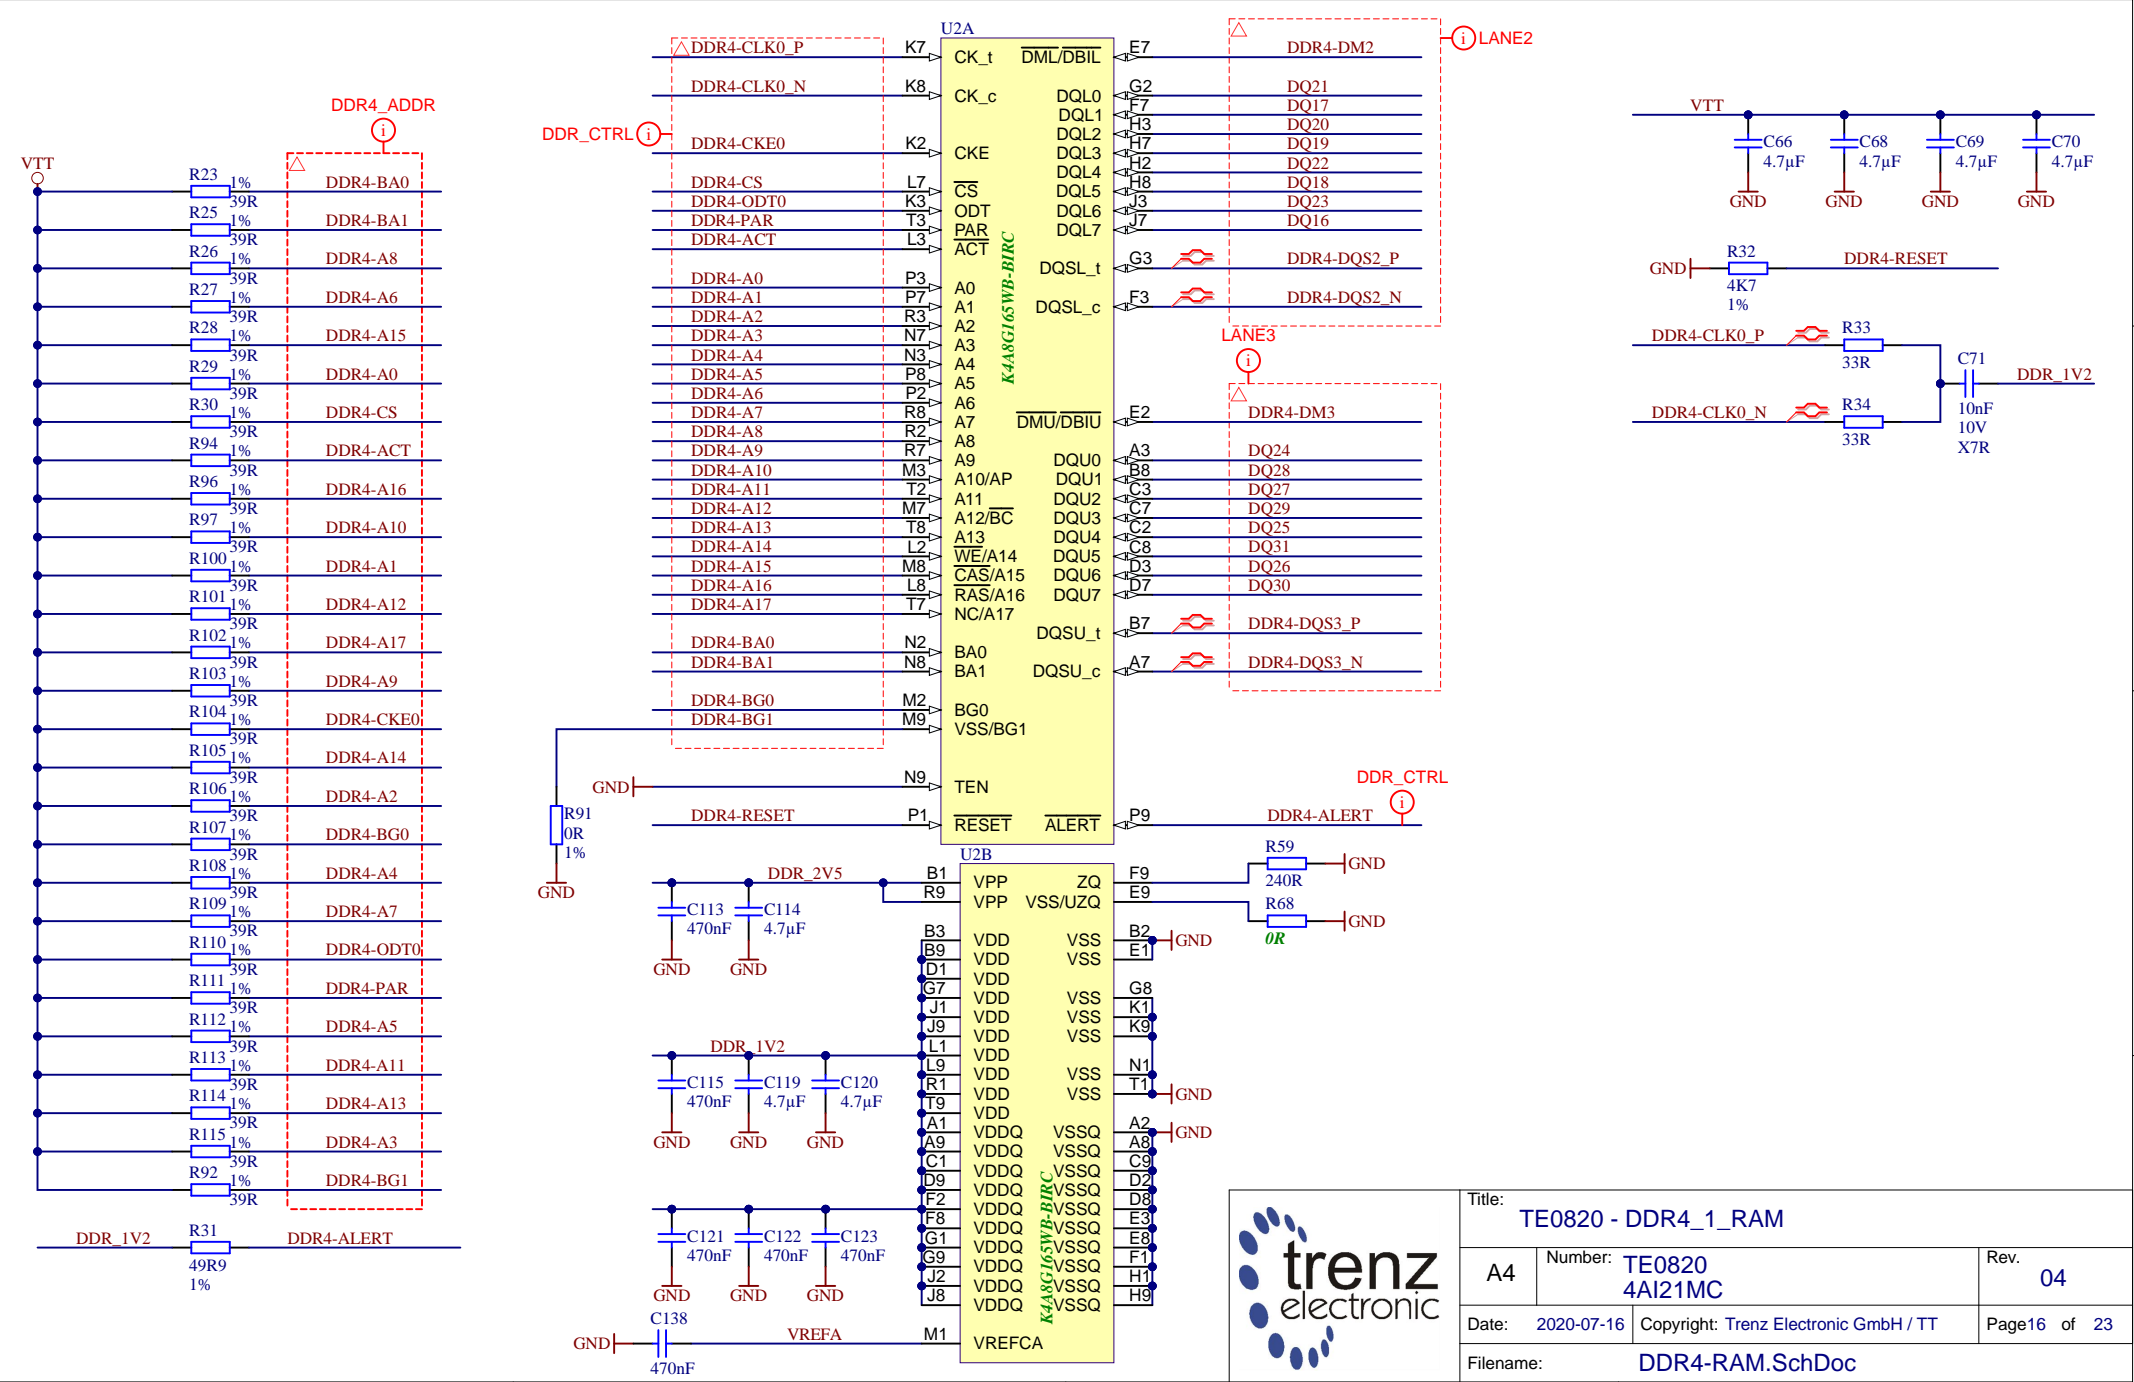 DDR4_ADDR
i
VTT
R23 1% 39R DDR4-BA0
R25 1% 39R DDR4-BA1
R26 1% 39R DDR4-A8
R27 1% 39R DDR4-A6
R28 1% 39R DDR4-A15
R29 1% 39R DDR4-A0
R30 1% 39R DDR4-CS
R94 1% 39R DDR4-ACT
R96 1% 39R DDR4-A16
R97 1% 39R DDR4-A10
R100 1% 39R DDR4-A1
R101 1% 39R DDR4-A12
R102 1% 39R DDR4-A17
R103 1% 39R DDR4-A9
R104 1% 39R DDR4-CKE0
R105 1% 39R DDR4-A14
R106 1% 39R DDR4-A2
R107 1% 39R DDR4-BG0
R108 1% 39R DDR4-A4
R109 1% 39R DDR4-A7
R110 1% 39R DDR4-ODT0
R111 1% 39R DDR4-PAR
R112 1% 39R DDR4-A5
R113 1% 39R DDR4-A11
R114 1% 39R DDR4-A13
R115 1% 39R DDR4-A3
R92 1% 39R DDR4-BG1
DDR_1V2 R31 DDR4-ALERT
49R9
1%
U2A
DDR_CTRL i
DDR4-CLK0_P K7 CK_t
DDR4-CLK0_N K8 CK_c
DDR4-CKE0 K2 CKE
DDR4-CS L7 CS
DDR4-ODT0 K3 ODT
DDR4-PAR T3 PAR
DDR4-ACT L3 ACT
DDR4-A0 P3 A0
DDR4-A1 P7 A1
DDR4-A2 R3 A2
DDR4-A3 N7 A3
DDR4-A4 N3 A4
DDR4-A5 P8 A5
DDR4-A6 P2 A6
DDR4-A7 R8 A7
DDR4-A8 R2 A8
DDR4-A9 R7 A9
DDR4-A10 M3 A10/AP
DDR4-A11 T2 A11
DDR4-A12 M7 A12/BC
DDR4-A13 T8 A13
DDR4-A14 L2 WE/A14
DDR4-A15 M8 CAS/A15
DDR4-A16 L8 RAS/A16
DDR4-A17 T7 NC/A17
DDR4-BA0 N2 BA0
DDR4-BA1 N8 BA1
DDR4-BG0 M2 BG0
DDR4-BG1 M9 VSS/BG1
GND N9 TEN
DDR4-RESET P1 RESET
R91
0R
1%
GND
K4A8G165WB-BIRC
i LANE2
DML/DBIL E7 DDR4-DM2
DQL0 G2 DQ21
DQL1 F7 DQ17
DQL2 H3 DQ20
DQL3 H7 DQ19
DQL4 H2 DQ22
DQL5 H8 DQ18
DQL6 J3 DQ23
DQL7 J7 DQ16
DQSL_t G3 DDR4-DQS2_P
DQSL_c F3 DDR4-DQS2_N
LANE3
i
DMU/DBIU E2 DDR4-DM3
DQU0 A3 DQ24
DQU1 B8 DQ28
DQU2 C3 DQ27
DQU3 C7 DQ29
DQU4 C2 DQ25
DQU5 C8 DQ31
DQU6 D3 DQ26
DQU7 D7 DQ30
DQSU_t B7 DDR4-DQS3_P
DQSU_c A7 DDR4-DQS3_N
DDR_CTRL
i
ALERT P9 DDR4-ALERT
U2B
DDR_2V5 B1 VPP
R9 VPP
C113 470nF GND
C114 4.7µF GND
B3 VDD
B9 VDD
D1 VDD
G7 VDD
J1 VDD
J9 VDD
DDR_1V2 L1 VDD
L9 VDD
R1 VDD
T9 VDD
C115 470nF GND
C119 4.7µF GND
C120 4.7µF GND
A1 VDDQ
A9 VDDQ
C1 VDDQ
D9 VDDQ
F2 VDDQ
F8 VDDQ
G1 VDDQ
G9 VDDQ
J2 VDDQ
J8 VDDQ
C121 470nF GND
C122 470nF GND
C123 470nF GND
GND C138 470nF VREFA M1 VREFCA
K4A8G165WB-BIRC
ZQ F9 R59 240R GND
VSS/UZQ E9 R68 0R GND
VSS B2 GND
VSS E1
VSS G8
VSS K1
VSS K9
VSS N1
VSS T1 GND
VSSQ A2 GND
VSSQ A8
VSSQ C9
VSSQ D2
VSSQ D8
VSSQ E3
VSSQ E8
VSSQ F1
VSSQ H1
VSSQ H9
VTT
C66 4.7µF GND
C68 4.7µF GND
C69 4.7µF GND
C70 4.7µF GND
GND R32 DDR4-RESET
4K7
1%
DDR4-CLK0_P R33 33R
DDR4-CLK0_N R34 33R
C71 DDR_1V2
10nF
10V
X7R
trenz
electronic
Title:
TE0820 - DDR4_1_RAM
A4
Number: TE0820
4AI21MC
Rev.
04
Date: 2020-07-16
Copyright: Trenz Electronic GmbH / TT
Page16 of 23
Filename: DDR4-RAM.SchDoc